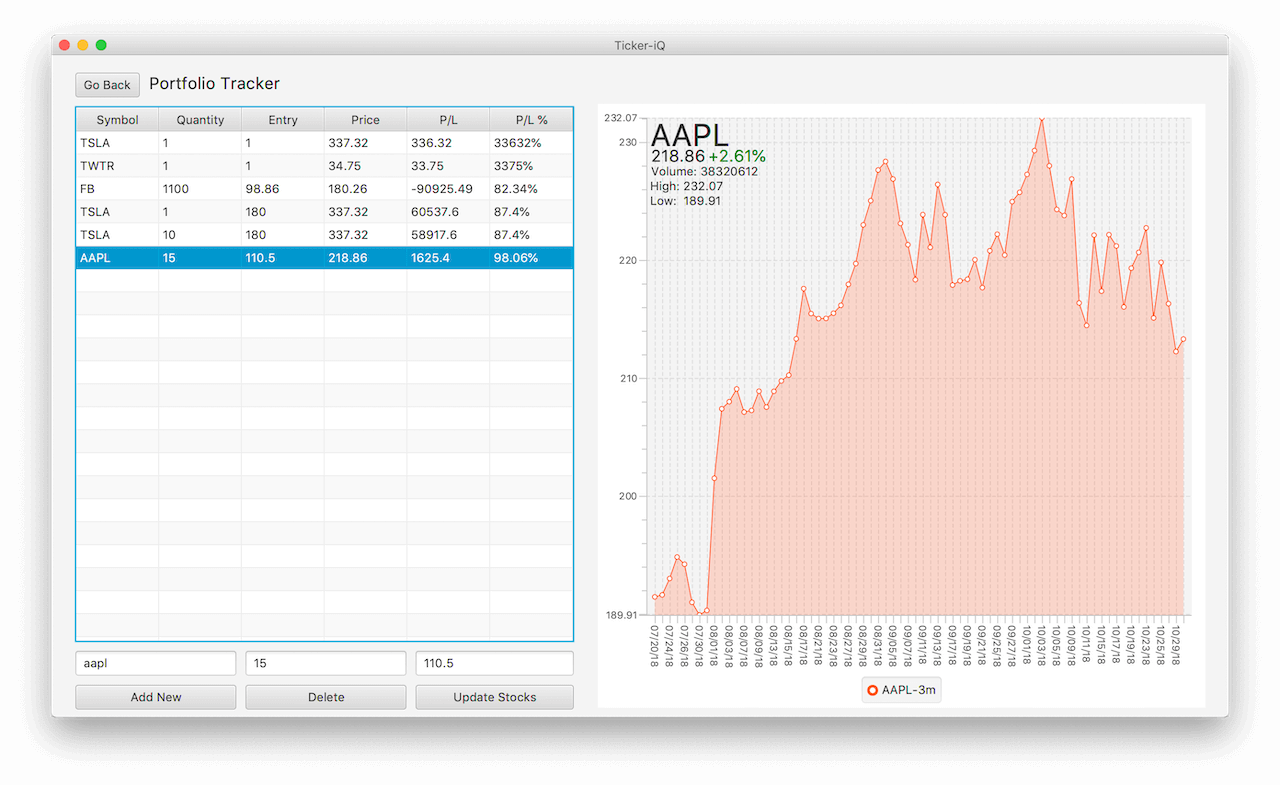 Ticker-iQ
Go Back Portfolio Tracker
Symbol Quantity Entry Price P/L P/L %
TSLA 1 1 337.32 336.32 33632%
TWTR 1 1 34.75 33.75 3375%
FB 1100 98.86 180.26 -90925.49 82.34%
TSLA 1 180 337.32 60537.6 87.4%
TSLA 10 180 337.32 58917.6 87.4%
AAPL 15 110.5 218.86 1625.4 98.06%
aapl 15 110.5
Add New Delete Update Stocks
AAPL
218.86 +2.61%
Volume: 38320612
High: 232.07
Low: 189.91
232.07
230
220
210
200
189.91
07/20/18 07/24/18 07/26/18 07/30/18 08/01/18 08/03/18 08/07/18 08/09/18 08/13/18 08/15/18 08/17/18 08/21/18 08/23/18 08/27/18 08/29/18 08/31/18 09/05/18 09/07/18 09/11/18 09/13/18 09/17/18 09/19/18 09/21/18 09/25/18 09/27/18 10/01/18 10/03/18 10/05/18 10/09/18 10/11/18 10/15/18 10/17/18 10/19/18 10/23/18 10/25/18 10/29/18
AAPL-3m